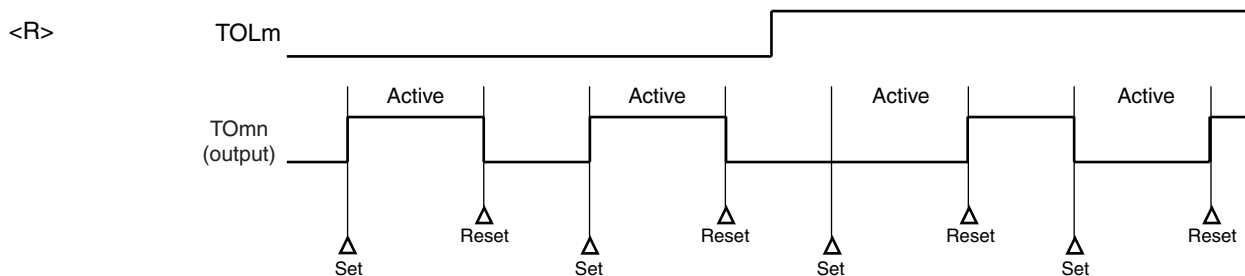 <R>
TOLm
Active
Active
Active
Active
TOmn
(output)
Reset
Reset
Reset
Reset
Set
Set
Set
Set